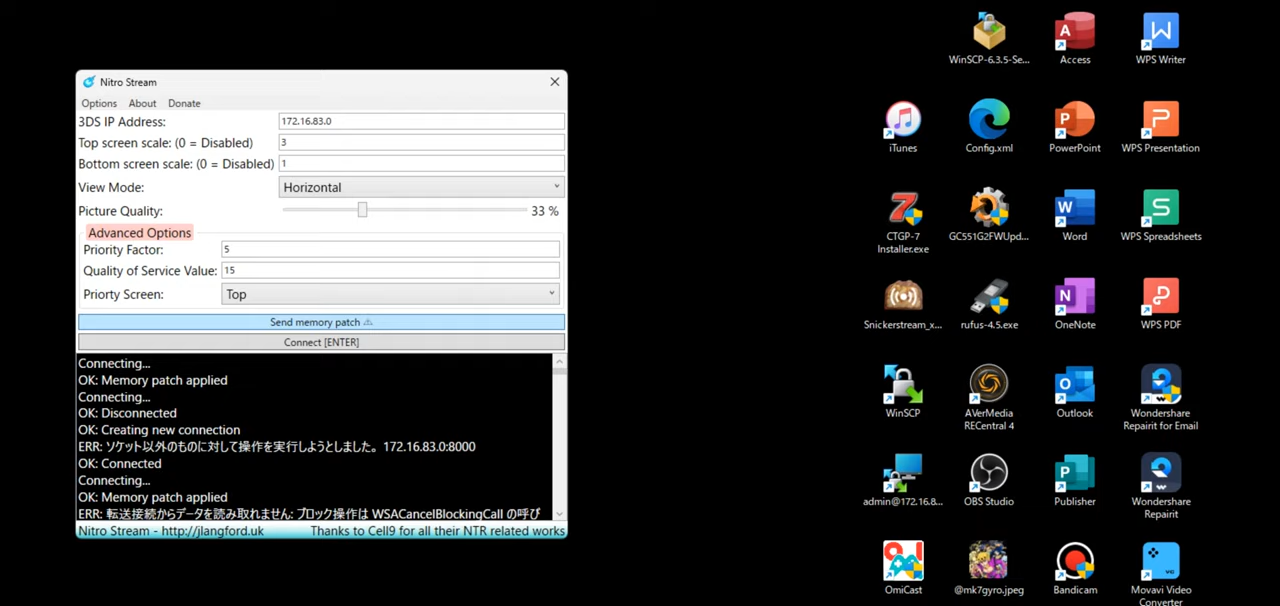 Nitro Stream
Options About Donate
3DS IP Address: 172.16.83.0
Top screen scale: (0 = Disabled) 3
Bottom screen scale: (0 = Disabled) 1
View Mode: Horizontal
Picture Quality: 33 %
Advanced Options
Priority Factor: 5
Quality of Service Value: 15
Priorty Screen: Top
Send memory patch
Connect [ENTER]
Connecting...
OK: Memory patch applied
Connecting...
OK: Disconnected
OK: Creating new connection
ERR: ソケット以外のものに対して操作を実行しようとしました。 172.16.83.0:8000
OK: Connected
Connecting...
OK: Memory patch applied
ERR: 転送接続からデータを読み取れません: ブロック操作は WSACancelBlockingCall の呼び
Nitro Stream - http://jlangford.uk Thanks to Cell9 for all their NTR related works
WinSCP-6.3.5-Se...
Access
WPS Writer
iTunes
Config.xml
PowerPoint
WPS Presentation
CTGP-7
Installer.exe
GC551G2FWUpd...
Word
WPS Spreadsheets
Snickerstream_x...
rufus-4.5.exe
OneNote
WPS PDF
WinSCP
AVerMedia
RECentral 4
Outlook
Wondershare
Repairit for Email
admin@172.16.8...
OBS Studio
Publisher
Wondershare
Repairit
OmiCast
@mk7gyro.jpeg
Bandicam
Movavi Video
Converter